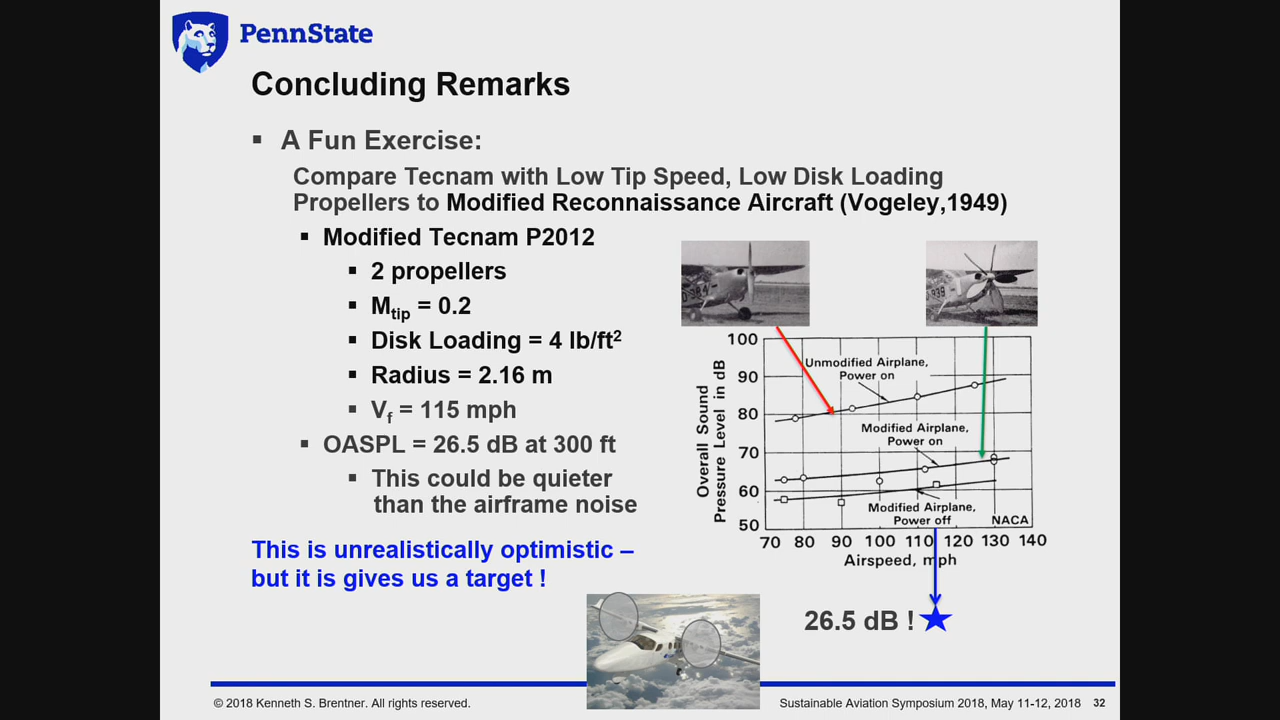 PennState
Concluding Remarks
▪ A Fun Exercise:
Compare Tecnam with Low Tip Speed, Low Disk Loading
Propellers to Modified Reconnaissance Aircraft (Vogeley,1949)
▪ Modified Tecnam P2012
▪ 2 propellers
▪ Mtip = 0.2
▪ Disk Loading = 4 lb/ft²
▪ Radius = 2.16 m
▪ Vf = 115 mph
▪ OASPL = 26.5 dB at 300 ft
▪ This could be quieter
than the airframe noise
This is unrealistically optimistic –
but it is gives us a target !
Overall Sound
Pressure Level in dB
100
90
80
70
60
50
Unmodified Airplane,
Power on
Modified Airplane,
Power on
Modified Airplane,
Power off
NACA
70 80 90 100 110 120 130 140
Airspeed, mph
26.5 dB !
© 2018 Kenneth S. Brentner. All rights reserved.
Sustainable Aviation Symposium 2018, May 11-12, 2018 32